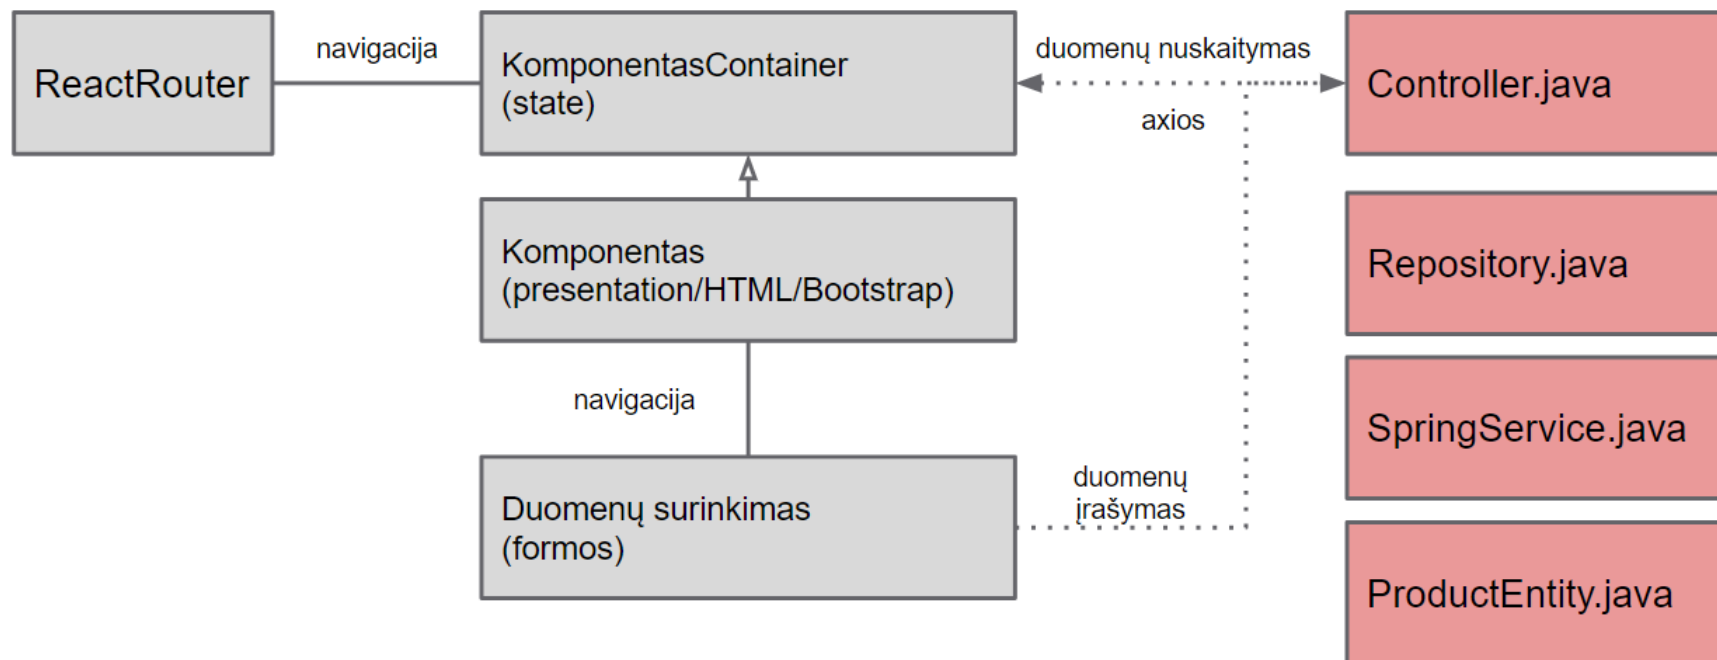 ReactRouter
navigacija
KomponentasContainer
(state)
duomenų nuskaitymas
axios
Controller.java
Komponentas
(presentation/HTML/Bootstrap)
Repository.java
navigacija
SpringService.java
Duomenų surinkimas
(formos)
duomenų
įrašymas
ProductEntity.java